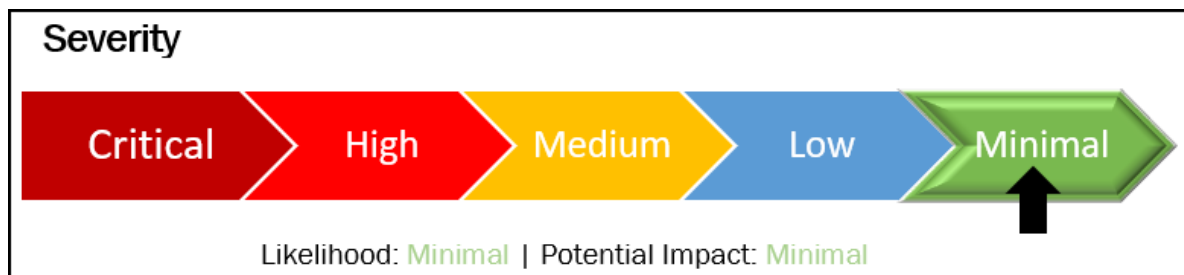 Severity
Critical High Medium Low Minimal
Likelihood: Minimal | Potential Impact: Minimal